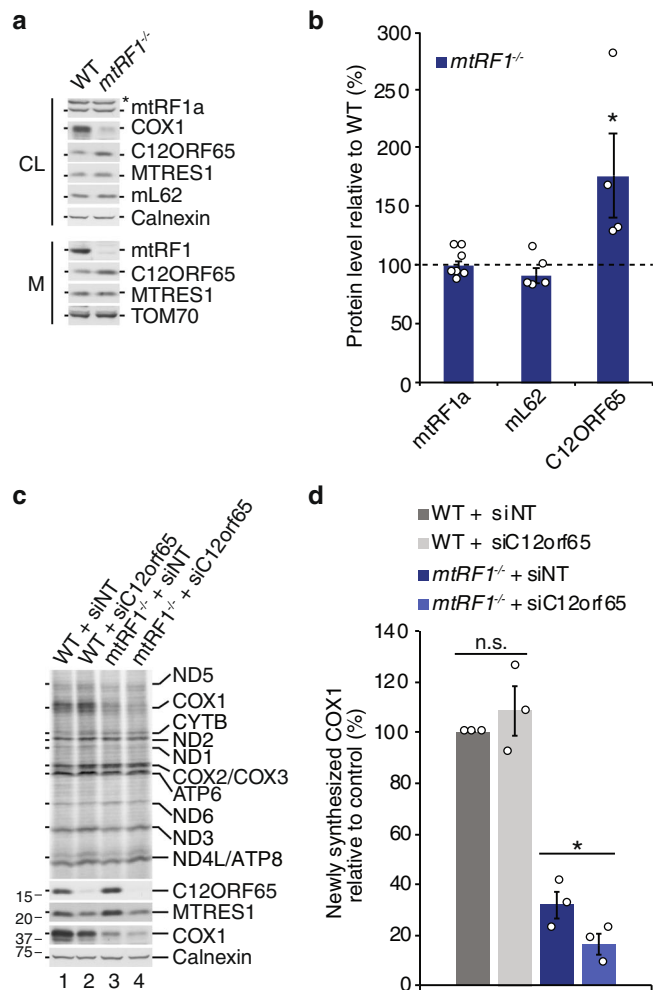 a
WT
mtRF1-/-
*
mtRF1a
COX1
C12ORF65
MTRES1
mL62
Calnexin
CL
mtRF1
C12ORF65
MTRES1
TOM70
M
b
mtRF1-/-
Protein level relative to WT (%)
300
250
200
150
100
50
0
*
mtRF1a
mL62
C12ORF65
c
WT + siNT
WT + siC12orf65
mtRF1-/- + siNT
mtRF1-/- + siC12orf65
ND5
COX1
CYTB
ND2
ND1
COX2/COX3
ATP6
ND6
ND3
ND4L/ATP8
15
C12ORF65
20
MTRES1
37
COX1
75
Calnexin
1 2 3 4
d
WT + siNT
WT + siC12orf65
mtRF1-/- + siNT
mtRF1-/- + siC12orf65
Newly synthesized COX1
relative to control (%)
140
120
100
80
60
40
20
0
n.s.
*